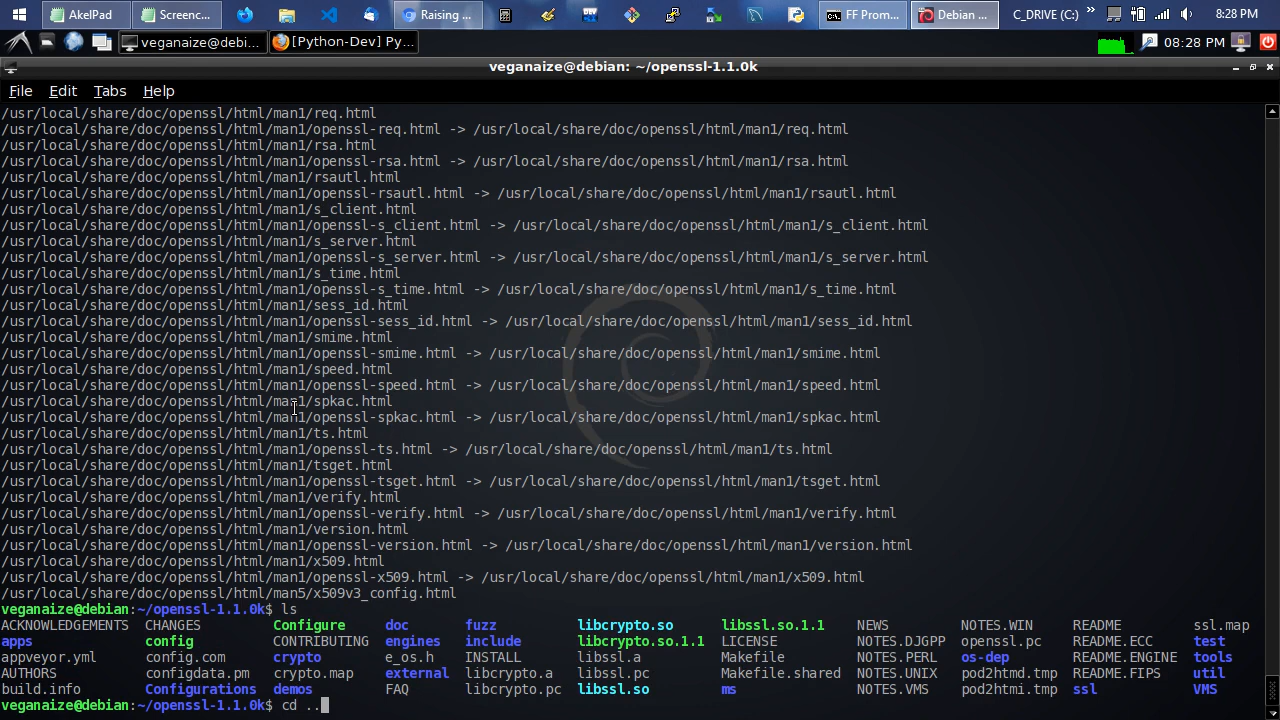 AkelPad
Screenc...
Raising ...
FF Prom...
Debian ...
C_DRIVE (C:)
8:28 PM
veganaize@debi...
[Python-Dev] Py...
08:28 PM
veganaize@debian: ~/openssl-1.1.0k
File Edit Tabs Help
/usr/local/share/doc/openssl/html/man1/req.html
/usr/local/share/doc/openssl/html/man1/openssl-req.html -> /usr/local/share/doc/openssl/html/man1/req.html
/usr/local/share/doc/openssl/html/man1/rsa.html
/usr/local/share/doc/openssl/html/man1/openssl-rsa.html -> /usr/local/share/doc/openssl/html/man1/rsa.html
/usr/local/share/doc/openssl/html/man1/rsautl.html
/usr/local/share/doc/openssl/html/man1/openssl-rsautl.html -> /usr/local/share/doc/openssl/html/man1/rsautl.html
/usr/local/share/doc/openssl/html/man1/s_client.html
/usr/local/share/doc/openssl/html/man1/openssl-s_client.html -> /usr/local/share/doc/openssl/html/man1/s_client.html
/usr/local/share/doc/openssl/html/man1/s_server.html
/usr/local/share/doc/openssl/html/man1/openssl-s_server.html -> /usr/local/share/doc/openssl/html/man1/s_server.html
/usr/local/share/doc/openssl/html/man1/s_time.html
/usr/local/share/doc/openssl/html/man1/openssl-s_time.html -> /usr/local/share/doc/openssl/html/man1/s_time.html
/usr/local/share/doc/openssl/html/man1/sess_id.html
/usr/local/share/doc/openssl/html/man1/openssl-sess_id.html -> /usr/local/share/doc/openssl/html/man1/sess_id.html
/usr/local/share/doc/openssl/html/man1/smime.html
/usr/local/share/doc/openssl/html/man1/openssl-smime.html -> /usr/local/share/doc/openssl/html/man1/smime.html
/usr/local/share/doc/openssl/html/man1/speed.html
/usr/local/share/doc/openssl/html/man1/openssl-speed.html -> /usr/local/share/doc/openssl/html/man1/speed.html
/usr/local/share/doc/openssl/html/man1/spkac.html
/usr/local/share/doc/openssl/html/man1/openssl-spkac.html -> /usr/local/share/doc/openssl/html/man1/spkac.html
/usr/local/share/doc/openssl/html/man1/ts.html
/usr/local/share/doc/openssl/html/man1/openssl-ts.html -> /usr/local/share/doc/openssl/html/man1/ts.html
/usr/local/share/doc/openssl/html/man1/tsget.html
/usr/local/share/doc/openssl/html/man1/openssl-tsget.html -> /usr/local/share/doc/openssl/html/man1/tsget.html
/usr/local/share/doc/openssl/html/man1/verify.html
/usr/local/share/doc/openssl/html/man1/openssl-verify.html -> /usr/local/share/doc/openssl/html/man1/verify.html
/usr/local/share/doc/openssl/html/man1/version.html
/usr/local/share/doc/openssl/html/man1/openssl-version.html -> /usr/local/share/doc/openssl/html/man1/version.html
/usr/local/share/doc/openssl/html/man1/x509.html
/usr/local/share/doc/openssl/html/man1/openssl-x509.html -> /usr/local/share/doc/openssl/html/man1/x509.html
/usr/local/share/doc/openssl/html/man5/x509v3_config.html
veganaize@debian:~/openssl-1.1.0k$ ls
ACKNOWLEDGEMENTS CHANGES Configure doc fuzz libcrypto.so libssl.so.1.1 NEWS NOTES.WIN README ssl.map
apps config CONTRIBUTING engines include libcrypto.so.1.1 LICENSE NOTES.DJGPP openssl.pc README.ECC test
appveyor.yml config.com crypto e_os.h INSTALL libssl.a Makefile NOTES.PERL os-dep README.ENGINE tools
AUTHORS configdata.pm crypto.map external libcrypto.a libssl.pc Makefile.shared NOTES.UNIX pod2htmd.tmp README.FIPS util
build.info Configurations demos FAQ libcrypto.pc libssl.so ms NOTES.VMS pod2htmi.tmp ssl VMS
veganaize@debian:~/openssl-1.1.0k$ cd ..